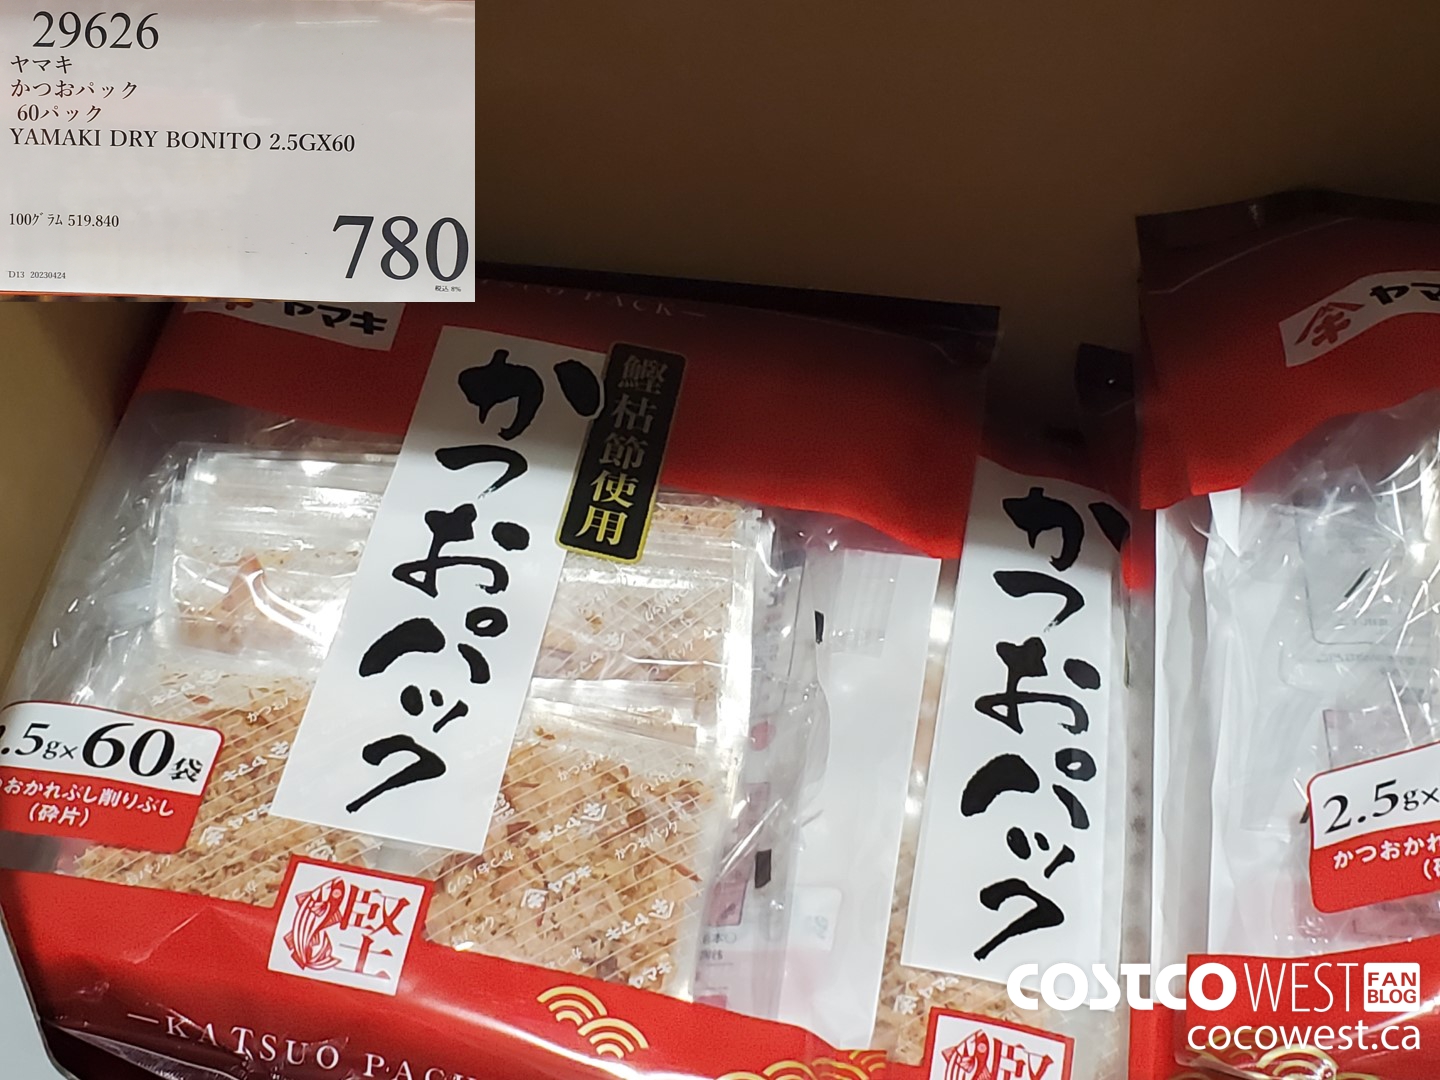 29626
ヤマキ
かつおパック
60パック
YAMAKI DRY BONITO 2.5GX60
100ｸﾞﾗﾑ 519.840
780
D13 20230424
税込 8%
ヤマキ
PACK—
かつおパック
鰹枯節使用
.5g×60袋
おかれぶし削りぶし
(砕片)
—KATSUO PAC
かつおパック
ヤマ
2.5g×
かつおかれ
COSTCO WEST FAN BLOG
cocowest.ca